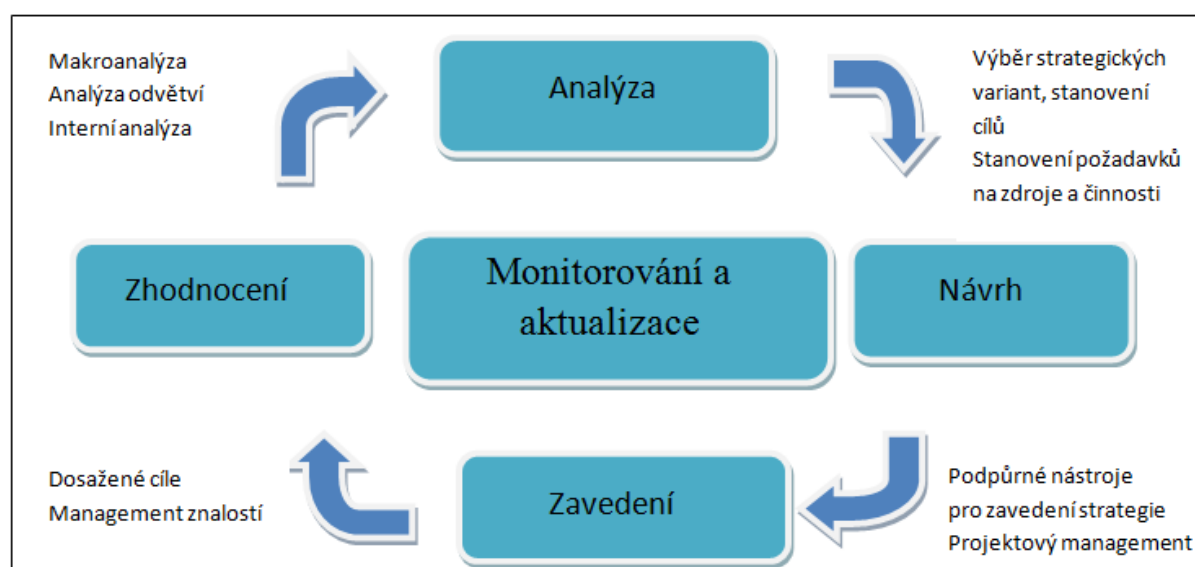 Makroanalýza
Analýza odvětví
Interní analýza
Analýza
Výběr strategických
variant, stanovení
cílů
Stanovení požadavků
na zdroje a činnosti
Zhodnocení
Monitorování a
aktualizace
Návrh
Dosažené cíle
Management znalostí
Zavedení
Podpůrné nástroje
pro zavedení strategie
Projektový management